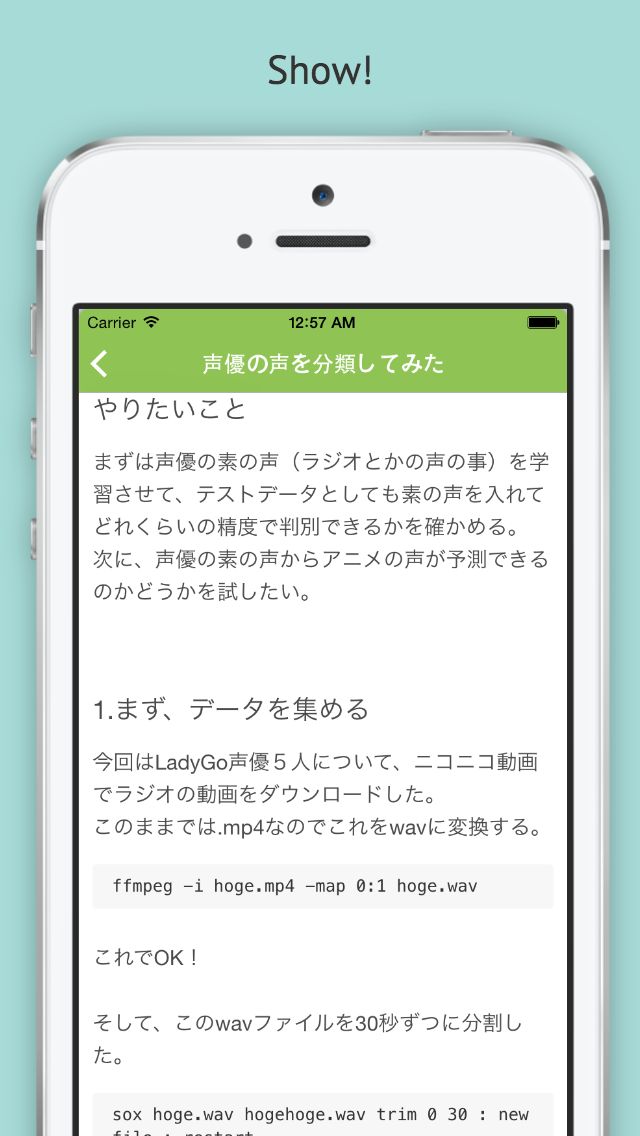 Show!
Carrier 12:57 AM
声優の声を分類してみた
やりたいこと
まずは声優の素の声（ラジオとかの声の事）を学
習させて、テストデータとしても素の声を入れて
どれくらいの精度で判別できるかを確かめる。
次に、声優の素の声からアニメの声が予測できる
のかどうかを試したい。
1.まず、データを集める
今回はLadyGo声優５人について、ニコニコ動画
でラジオの動画をダウンロードした。
このままでは.mp4なのでこれをwavに変換する。
ffmpeg -i hoge.mp4 -map 0:1 hoge.wav
これでOK！
そして、このwavファイルを30秒ずつに分割し
た。
sox hoge.wav hogehoge.wav trim 0 30 : new
file : restart